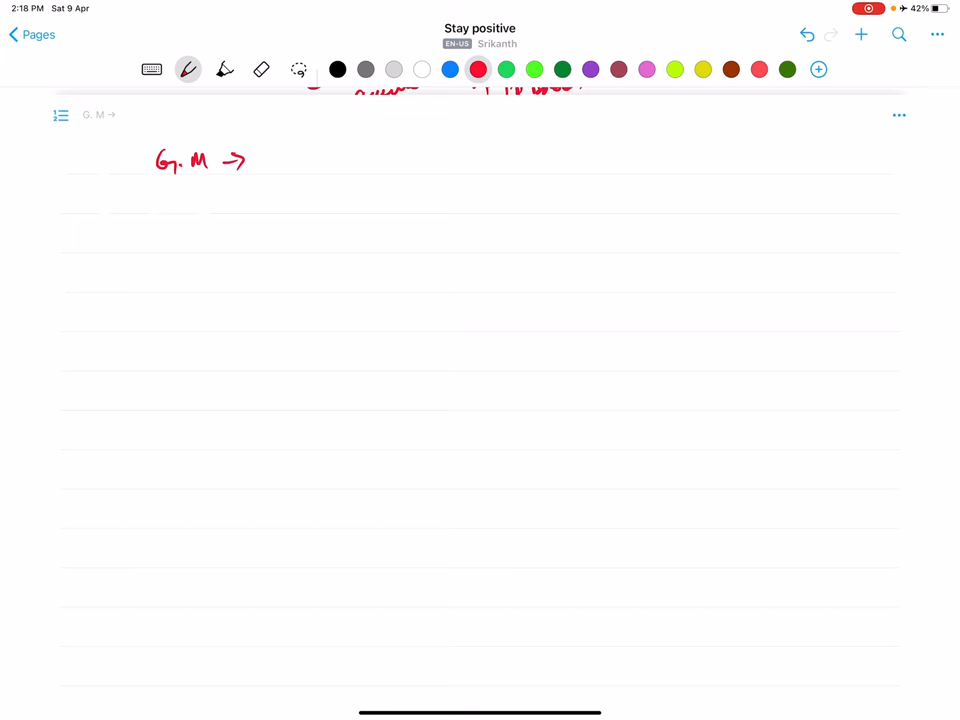 2:18 PM Sat 9 Apr
42%
Pages
Stay positive
EN-US Srikanth
G. M →
G. M →